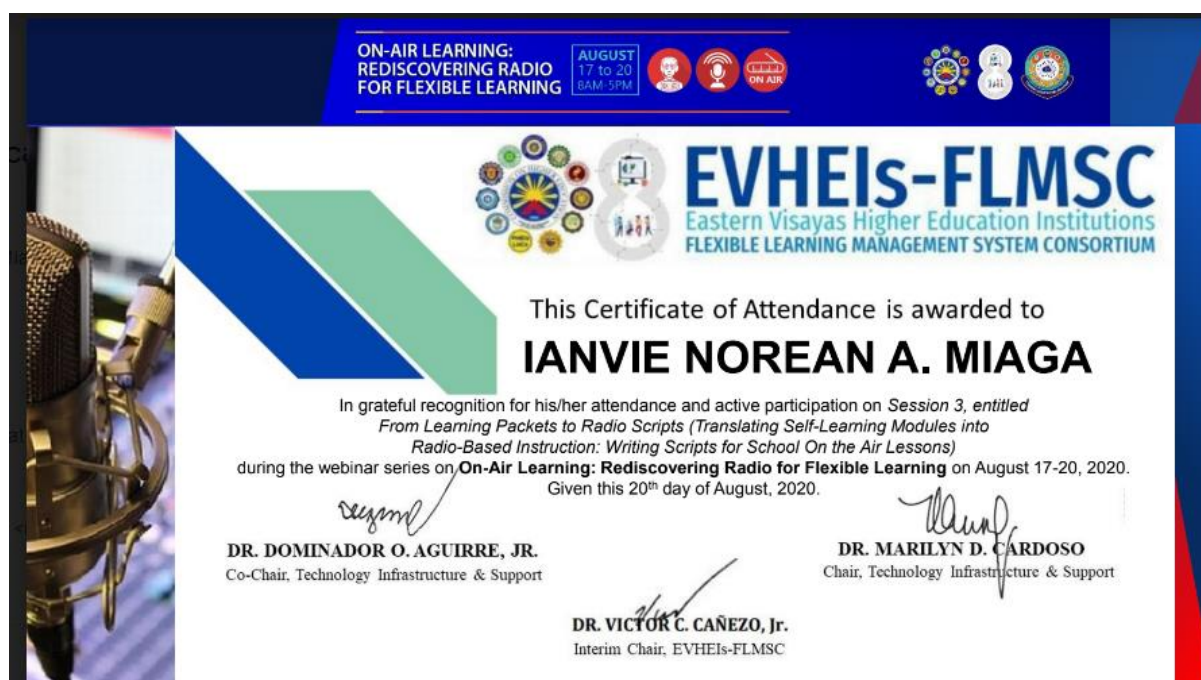 ON-AIR LEARNING:
REDISCOVERING RADIO
FOR FLEXIBLE LEARNING
AUGUST
17 to 20
8AM-5PM
ON AIR
EVHEIs-FLMSC
Eastern Visayas Higher Education Institutions
FLEXIBLE LEARNING MANAGEMENT SYSTEM CONSORTIUM
This Certificate of Attendance is awarded to
IANVIE NOREAN A. MIAGA
In grateful recognition for his/her attendance and active participation on Session 3, entitled
From Learning Packets to Radio Scripts (Translating Self-Learning Modules into
Radio-Based Instruction: Writing Scripts for School On the Air Lessons)
during the webinar series on On-Air Learning: Rediscovering Radio for Flexible Learning on August 17-20, 2020.
Given this 20th day of August, 2020.
DR. DOMINADOR O. AGUIRRE, JR.
Co-Chair, Technology Infrastructure & Support
DR. MARILYN D. CARDOSO
Chair, Technology Infrastructure & Support
DR. VICTOR C. CAÑEZO, Jr.
Interim Chair, EVHEIs-FLMSC